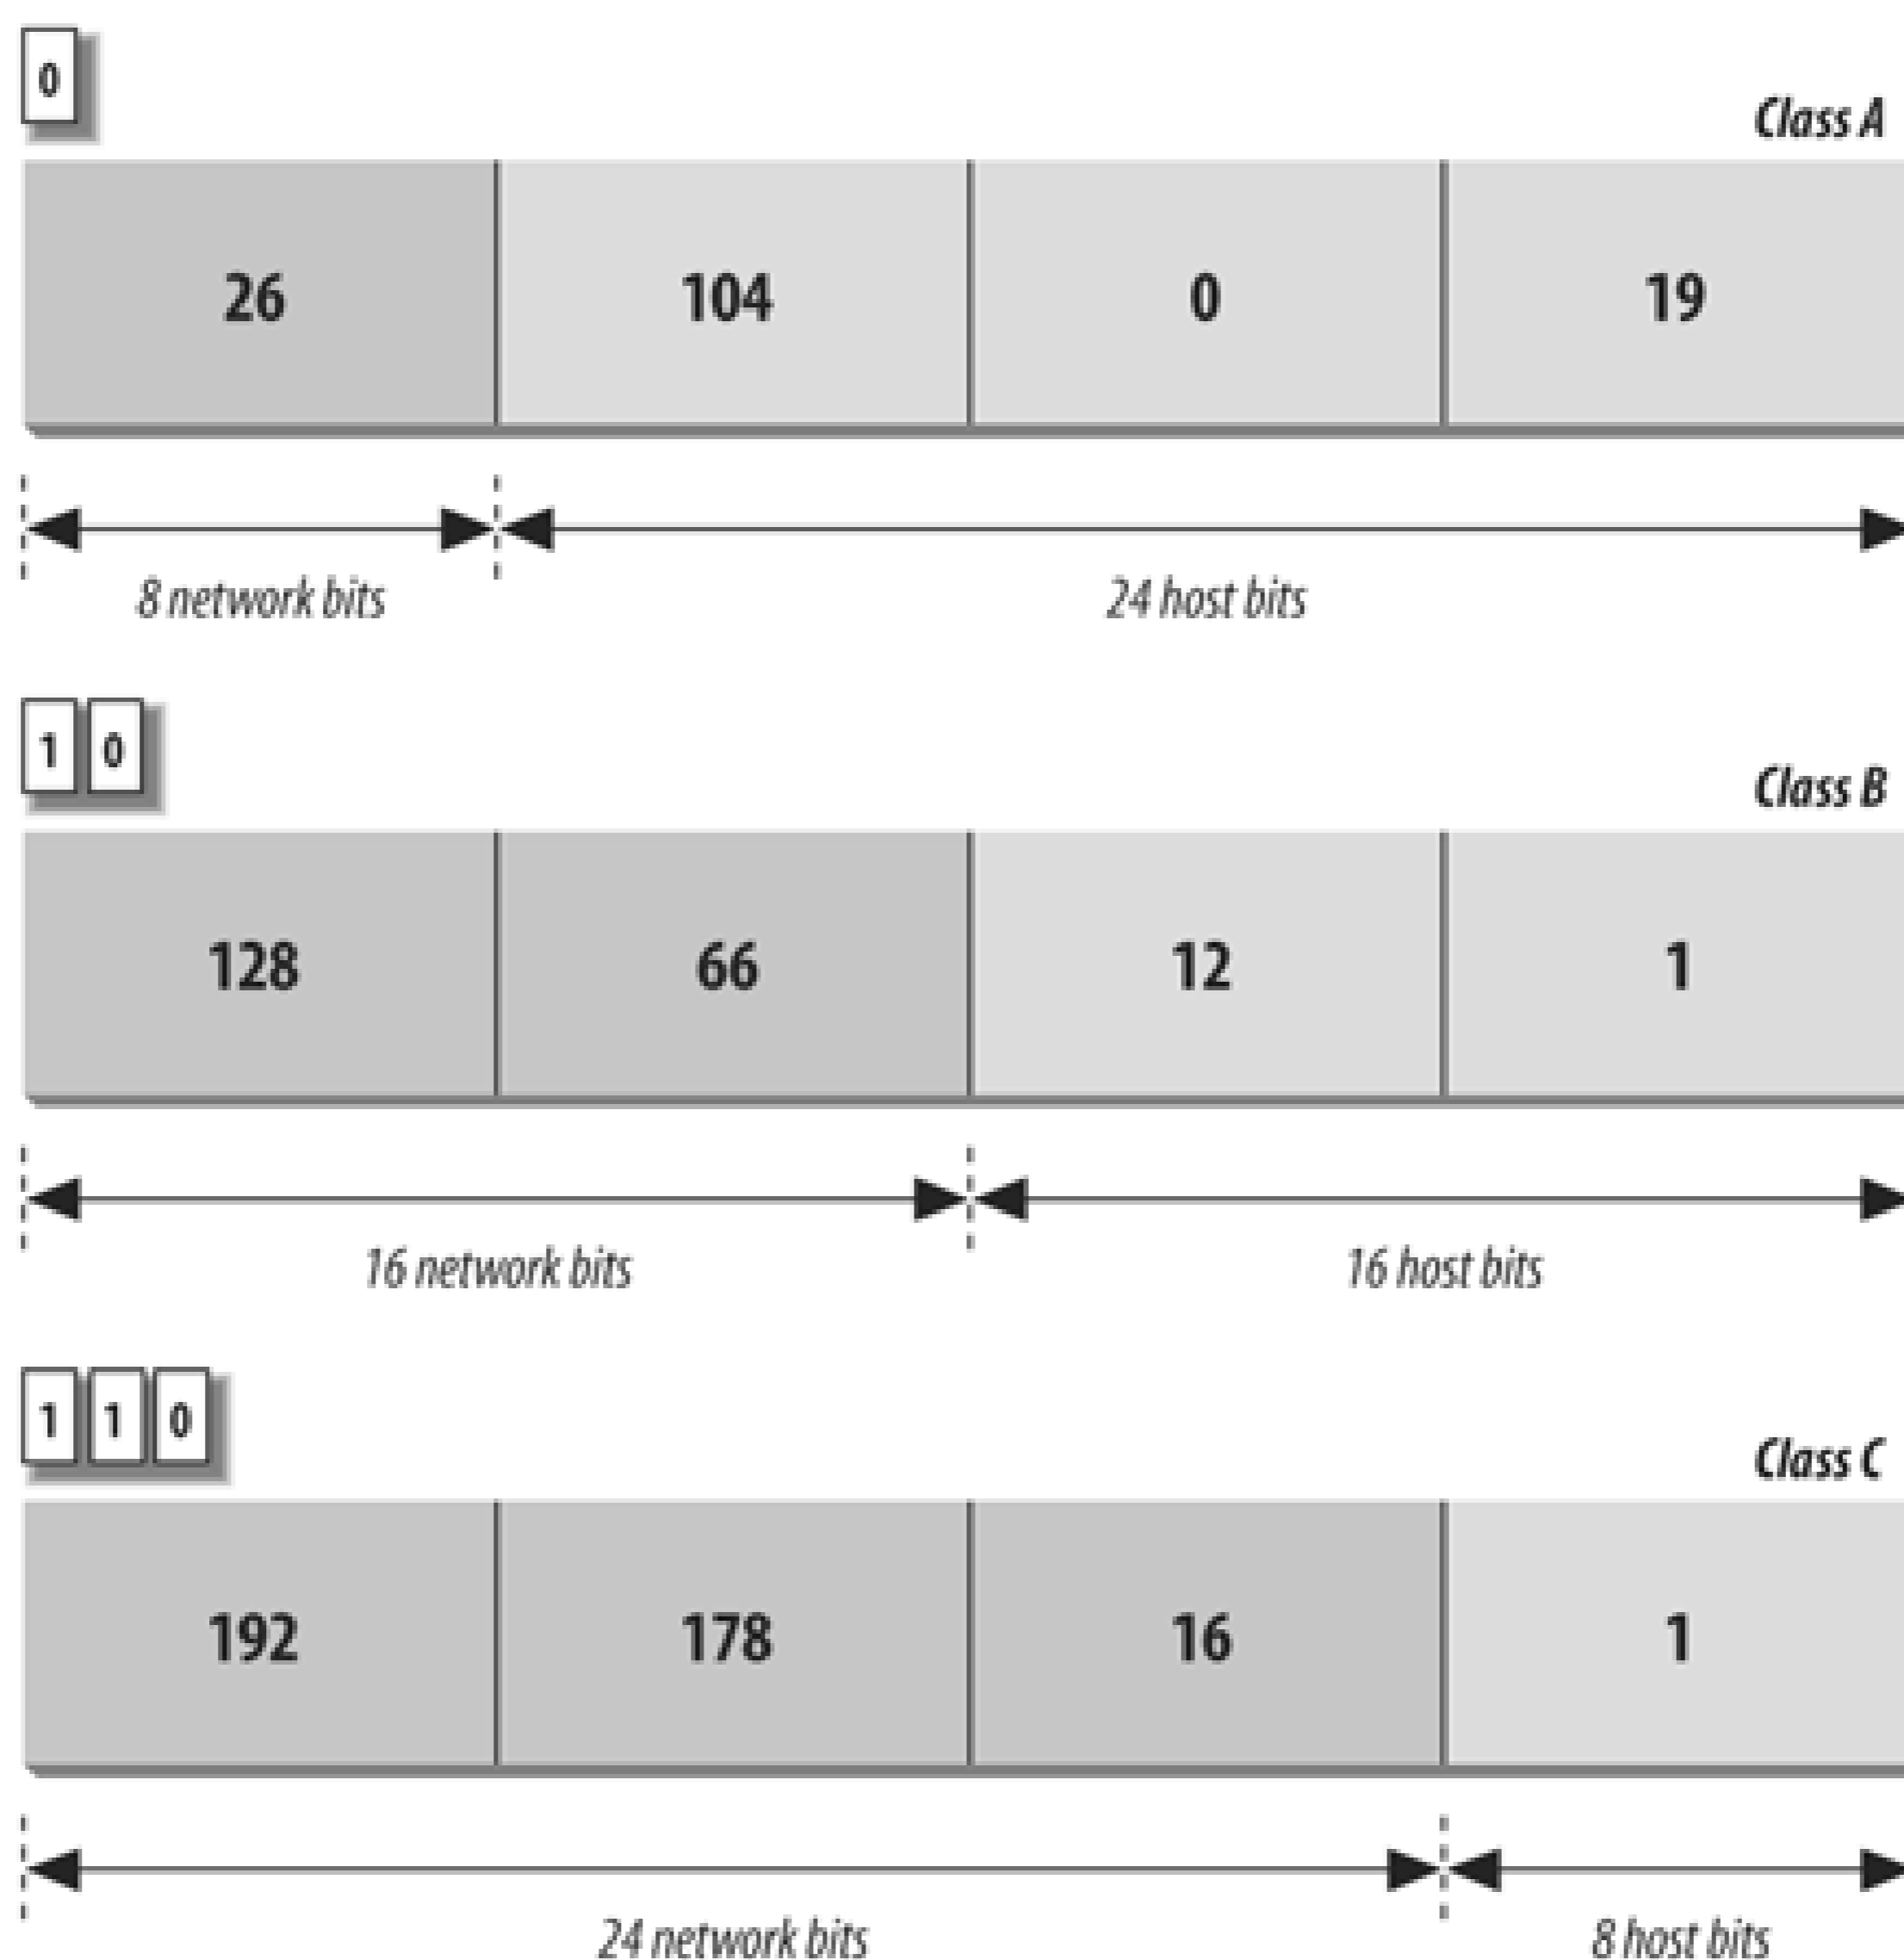 0
Class A
26 104 0 19
8 network bits 24 host bits
1 0
Class B
128 66 12 1
16 network bits 16 host bits
1 1 0
Class C
192 178 16 1
24 network bits 8 host bits